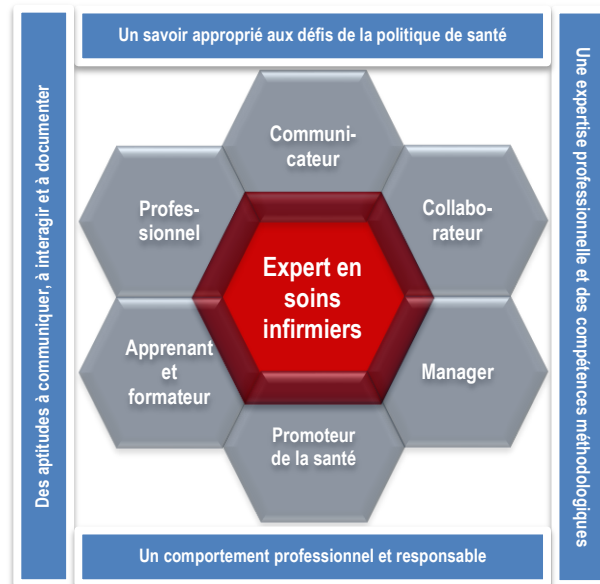 Un savoir approprié aux défis de la politique de santé
Des aptitudes à communiquer, à interagir et à documenter
Une expertise professionnelle et des compétences méthodologiques
Communi-
cateur
Profes-
sionnel
Collabo-
rateur
Expert en
soins
infirmiers
Apprenant
et
formateur
Manager
Promoteur
de la santé
Un comportement professionnel et responsable